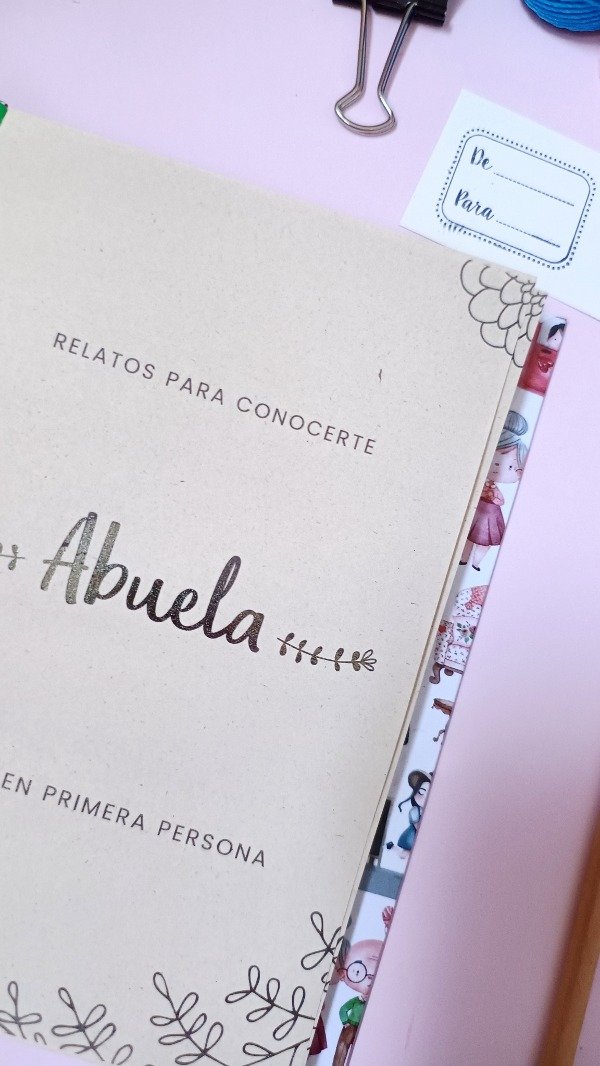 De
Para
RELATOS PARA CONOCERTE
Abuela
EN PRIMERA PERSONA